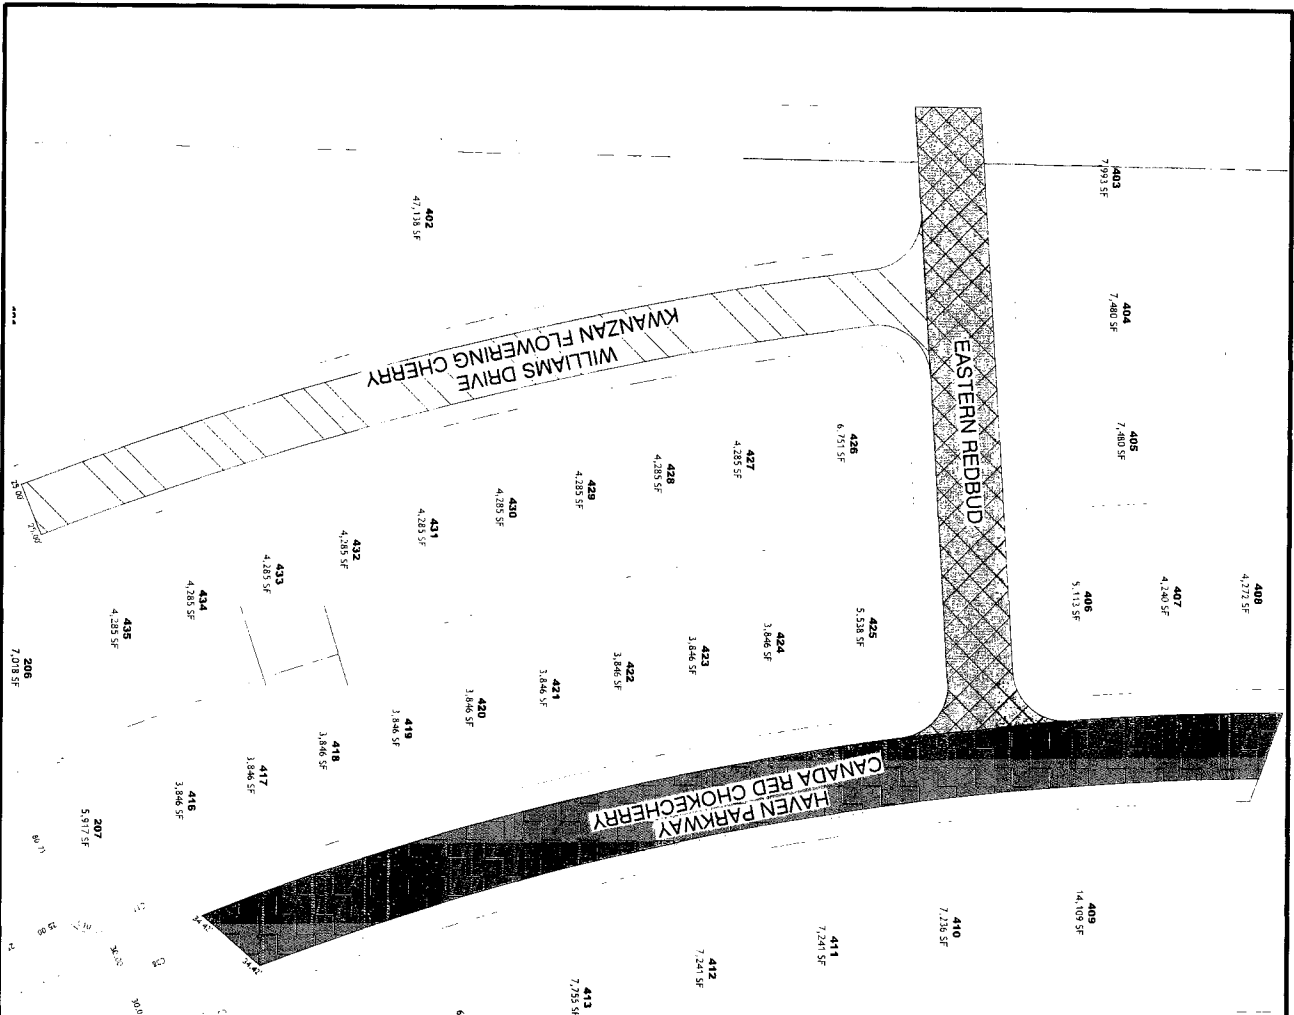 403
7,993 SF
402
47,138 SF
404
7,480 SF
KWANZAN FLOWERING CHERRY
WILLIAMS DRIVE
EASTERN REDBUD
405
7,480 SF
426
6,751 SF
427
4,285 SF
428
4,285 SF
429
4,285 SF
430
4,285 SF
431
4,285 SF
432
4,285 SF
433
4,285 SF
434
4,285 SF
435
4,285 SF
206
7,018 SF
408
4,272 SF
407
4,240 SF
406
5,113 SF
425
5,538 SF
424
3,846 SF
423
3,846 SF
422
3,846 SF
421
3,846 SF
420
3,846 SF
419
3,846 SF
418
3,846 SF
417
3,846 SF
416
3,846 SF
207
5,917 SF
CANADA RED CHOKECHERRY
HAVEN PARKWAY
34.42'
34.42'
409
14,109 SF
410
7,236 SF
411
7,241 SF
412
7,241 SF
413
7,755 SF
30.00